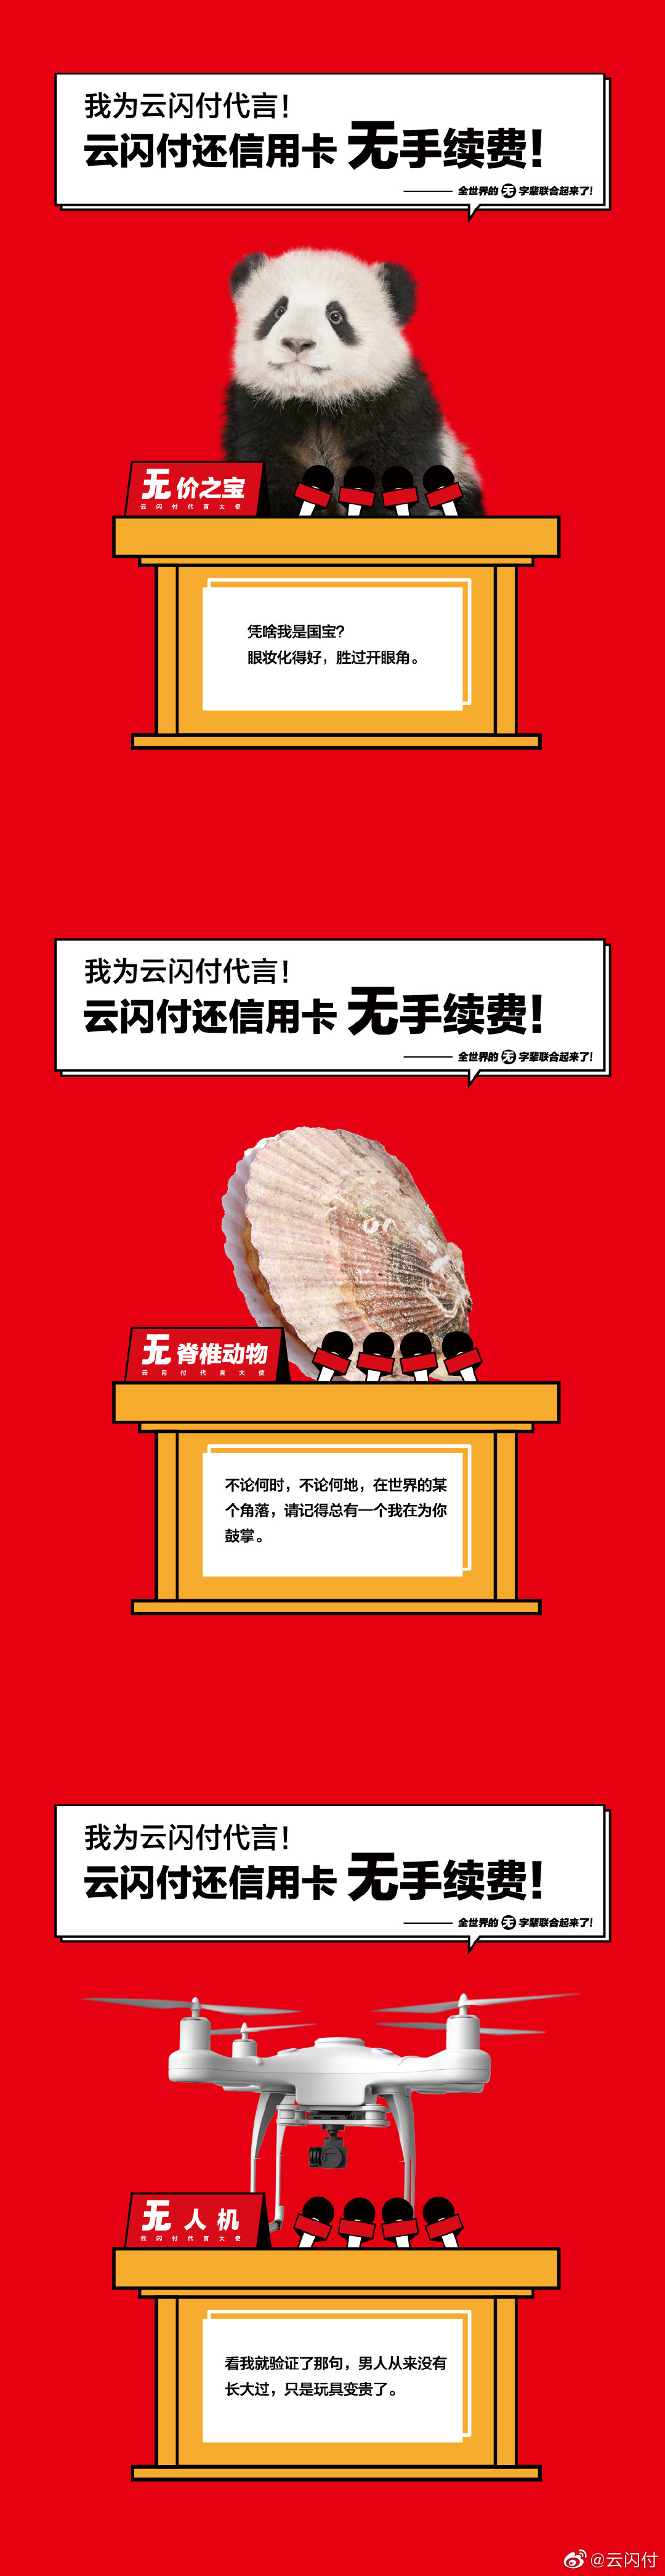 我为云闪付代言!
云闪付还信用卡 无手续费!
——全世界的无字辈联合起来了!
无价之宝
云闪付代言大使
凭啥我是国宝?
眼妆化得好，胜过开眼角。
我为云闪付代言!
云闪付还信用卡 无手续费!
——全世界的无字辈联合起来了!
无脊椎动物
云闪付代言大使
不论何时，不论何地，在世界的某
个角落，请记得总有一个我在为你
鼓掌。
我为云闪付代言!
云闪付还信用卡 无手续费!
——全世界的无字辈联合起来了!
无人机
云闪付代言大使
看我就验证了那句，男人从来没有
长大过，只是玩具变贵了。
@云闪付